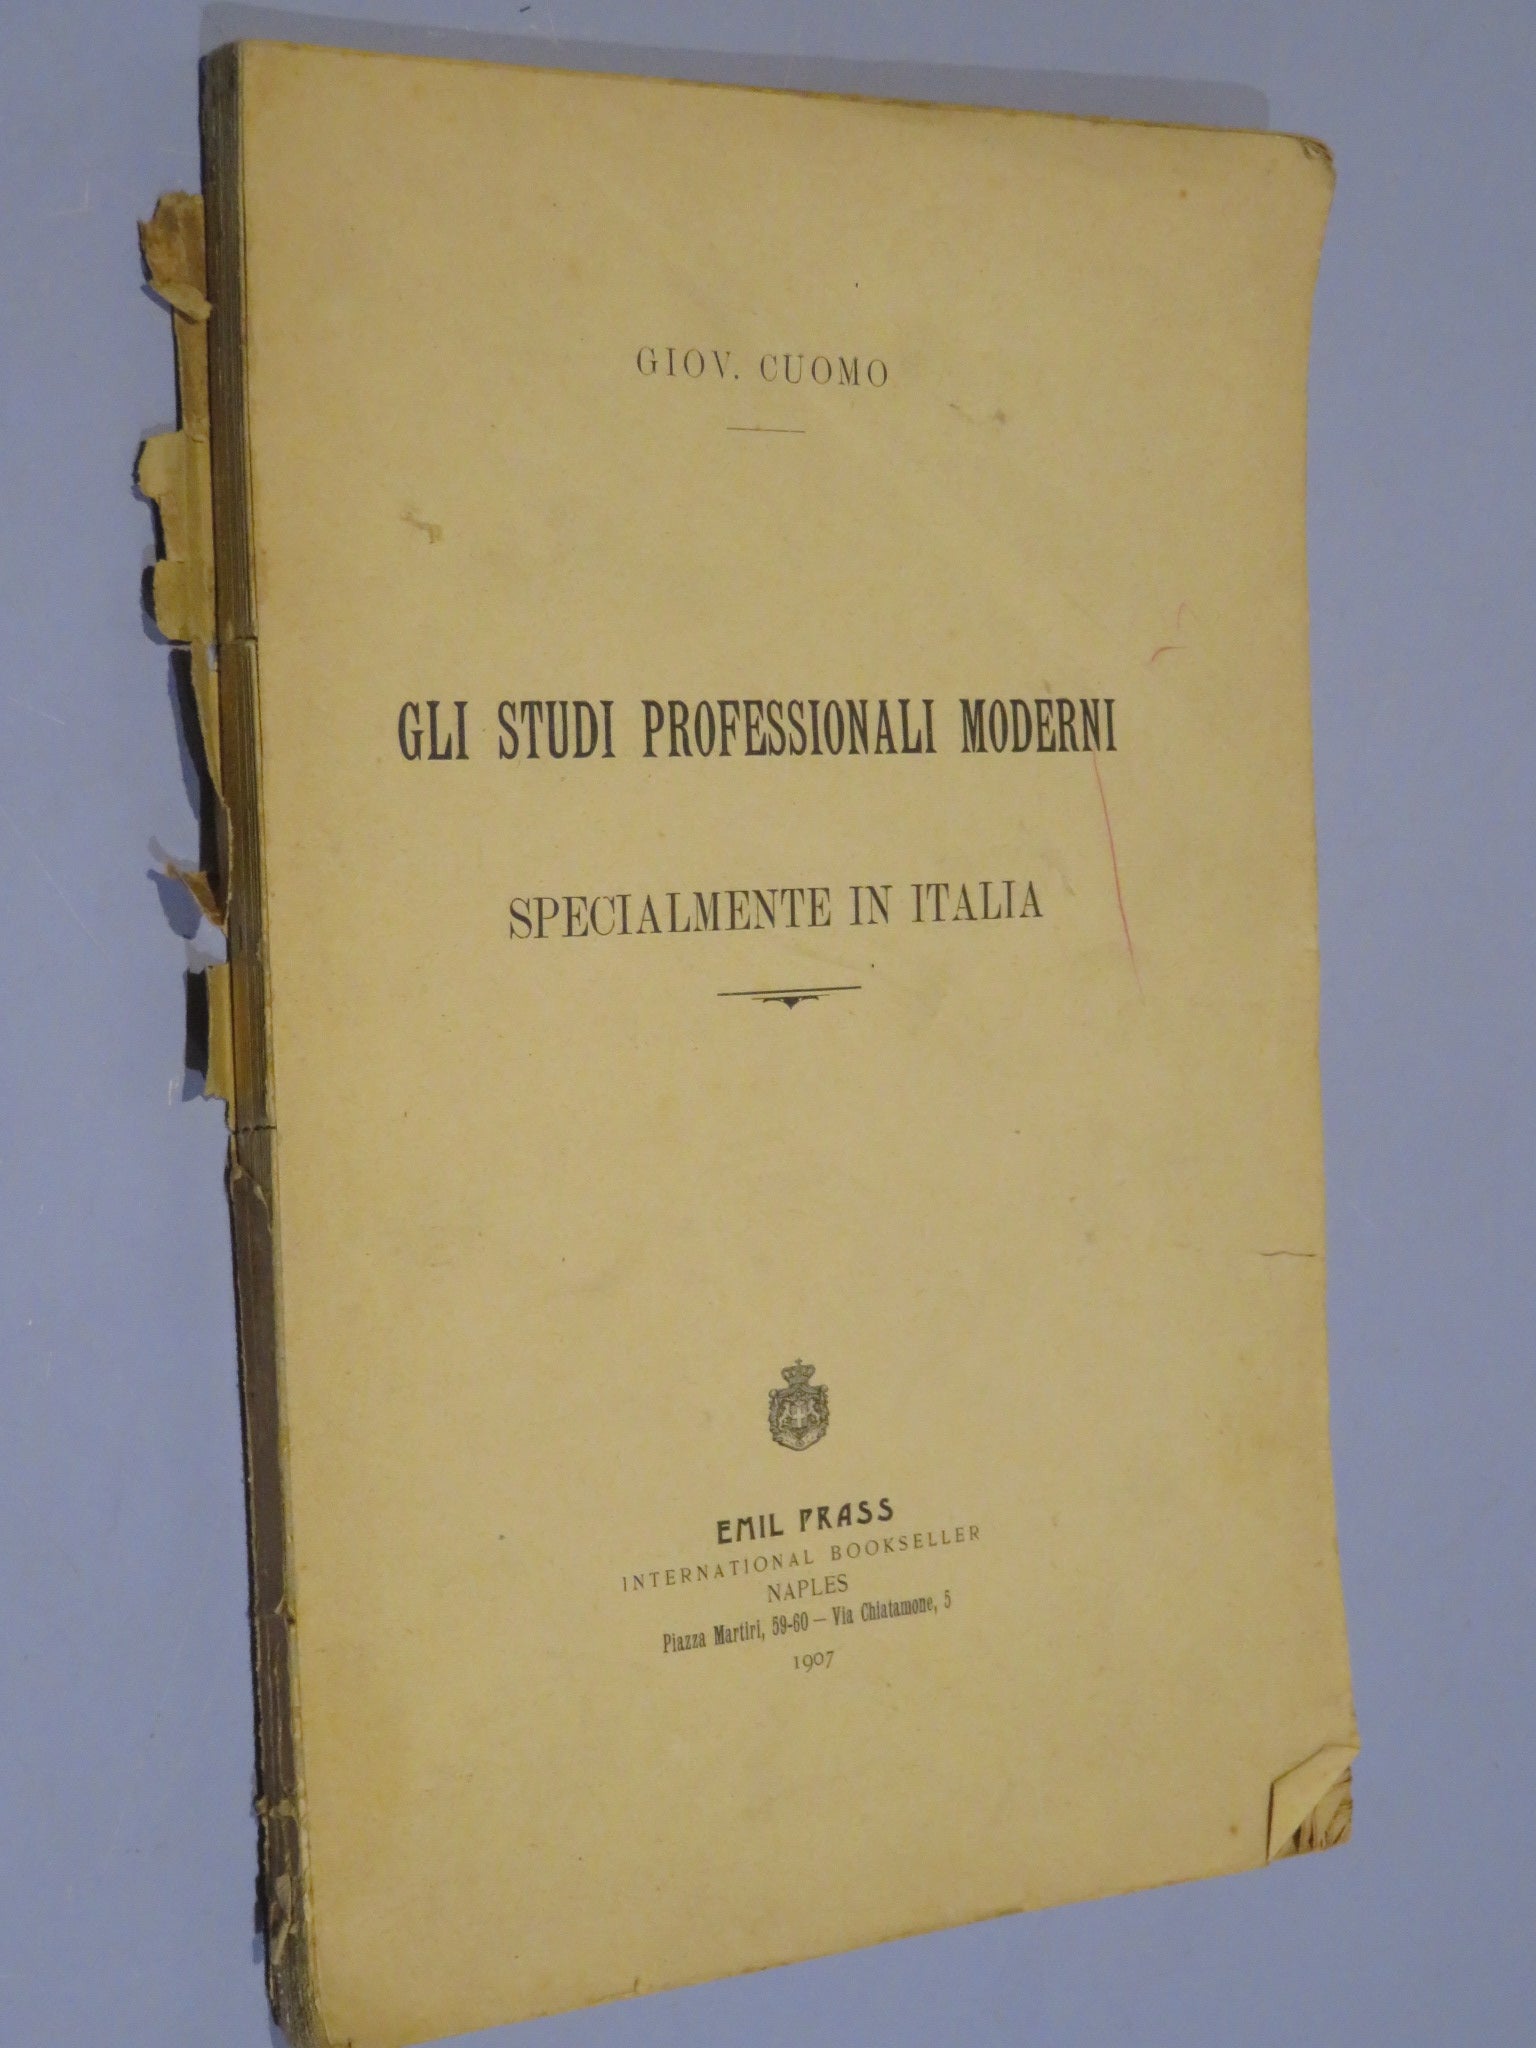 GIOV. CUOMO
GLI STUDI PROFESSIONALI MODERNI
SPECIALMENTE IN ITALIA
EMIL PRASS
INTERNATIONAL BOOKSELLER
NAPLES
Piazza Martiri, 59-60 — Via Chiatamone, 5
1907